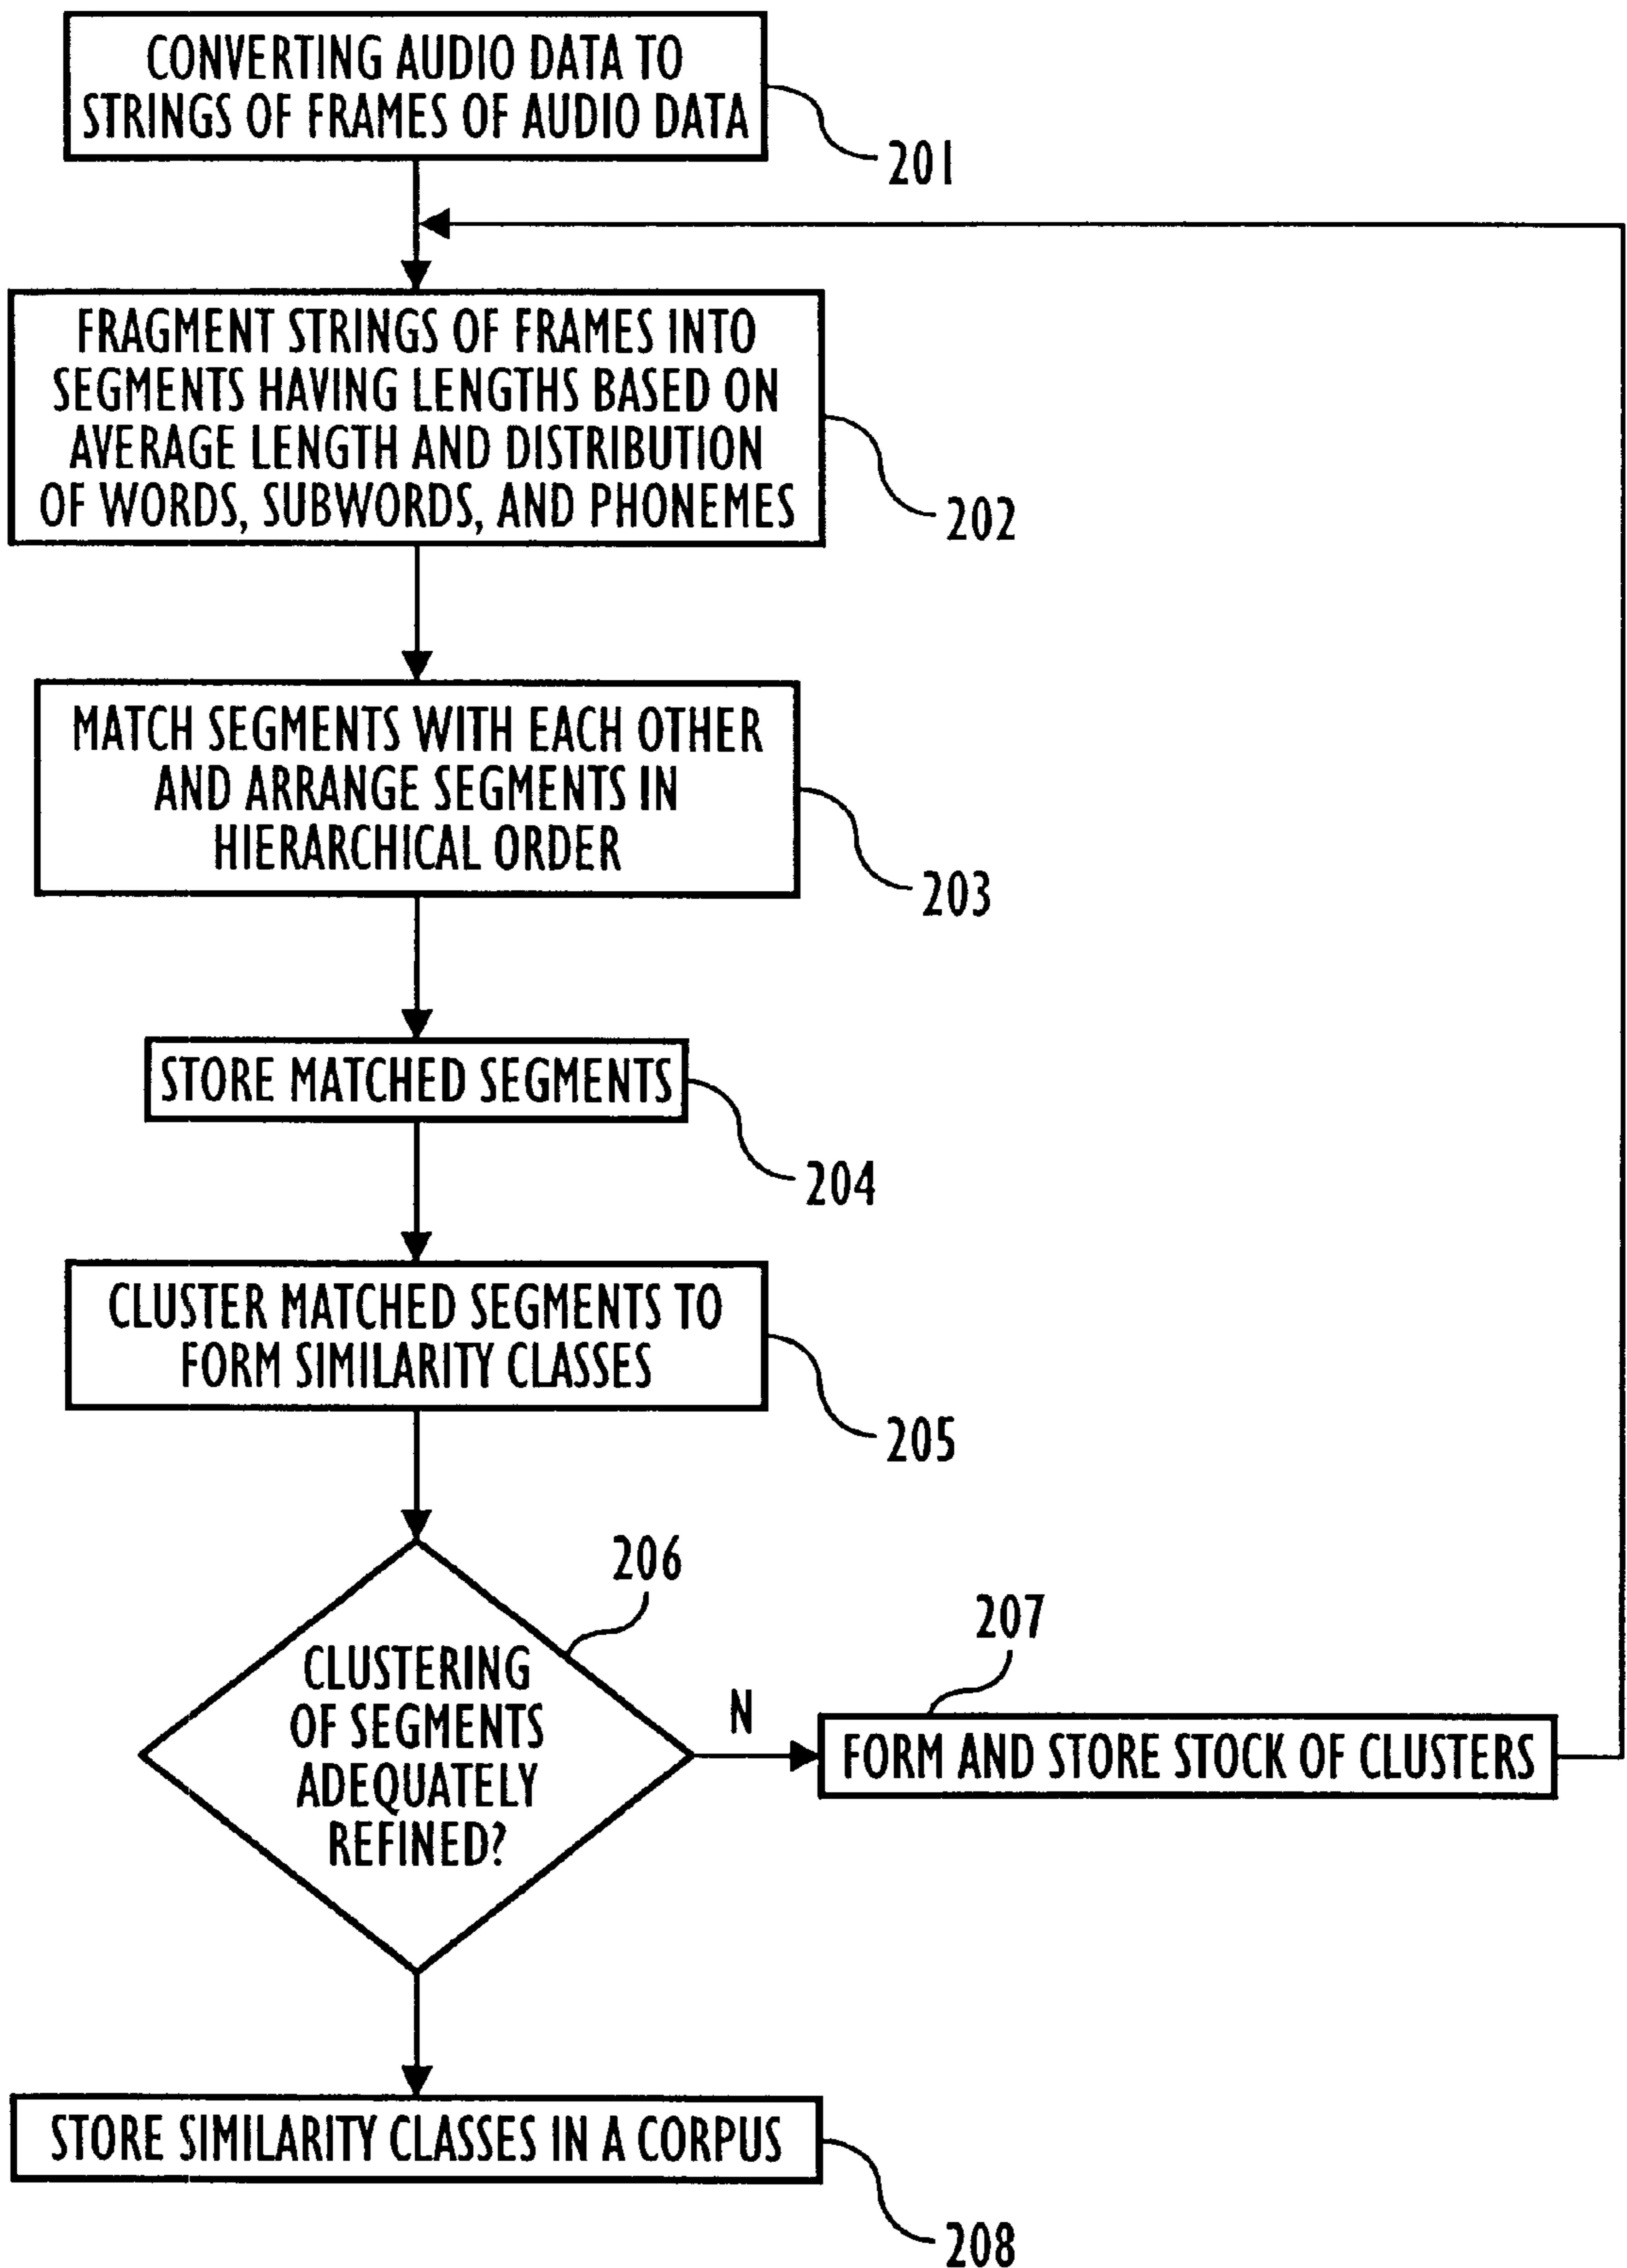 CONVERTING AUDIO DATA TO
STRINGS OF FRAMES OF AUDIO DATA
201
FRAGMENT STRINGS OF FRAMES INTO
SEGMENTS HAVING LENGTHS BASED ON
AVERAGE LENGTH AND DISTRIBUTION
OF WORDS, SUBWORDS, AND PHONEMES
202
MATCH SEGMENTS WITH EACH OTHER
AND ARRANGE SEGMENTS IN
HIERARCHICAL ORDER
203
STORE MATCHED SEGMENTS
204
CLUSTER MATCHED SEGMENTS TO
FORM SIMILARITY CLASSES
205
206
CLUSTERING
OF SEGMENTS
ADEQUATELY
REFINED?
N
207
FORM AND STORE STOCK OF CLUSTERS
STORE SIMILARITY CLASSES IN A CORPUS
208